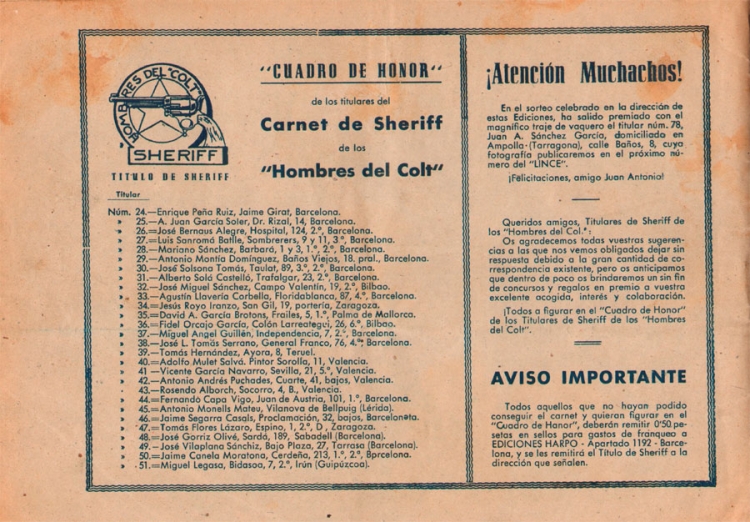 HOMBRES DEL "COLT"
SHERIFF
TITULO DE SHERIFF
"CUADRO DE HONOR"
de los titulares del
Carnet de Sheriff
de los
"Hombres del Colt"
Titular
Núm. 24.—Enrique Peña Ruiz, Jaime Girat, Barcelona.
» 25.—A. Juan García Soler, Dr. Rizal, 14, Barcelona.
» 26.=José Bernaus Alegre, Hospital, 124, 2.º, Barcelona.
» 27.=Luis Sanromá Batlle, Sombrerers, 9 y 11, 3.º, Barcelona.
» 28.—Mariano Sánchez, Barbará, 1 y 3, 1.º, 2.ª, Barcelona.
» 29.—Antonio Montía Domínguez, Baños Viejos, 18, pral., Barcelona.
» 30.—José Solsona Tomás, Taulat, 89, 3.º, 2.ª, Barcelona.
» 31.—Alberto Solá Castelló, Trafalgar, 23, 2.º, Barcelona.
» 32.—José Miguel Sánchez, Campo Valentín, 19, 2.º, Bilbao.
» 33.—Agustín Llavería Corbella, Floridablanca, 87, 4.º, Barcelona.
» 34.=Jesús Royo Iranzo, San Gil, 19, portería, Zaragoza.
» 35.=David A. García Brotons, Frailes, 5, 1.º, Palma de Mallorca.
» 36.=Fidel Orcajo García, Colón Larreategui, 26, 6.º, Bilbao.
» 37.—Miguel Angel Guillén, Independencia, 7, 2.º, Barcelona.
» 38.—José L. Tomás Serrano, General Franco, 76, 4.º, Barcelona.
» 39.—Tomás Hernández, Ayora, 8, Teruel.
» 40.=Adolfo Mulet Salvá, Pintor Sorolla, 11, Valencia.
» 41 —Vicente García Navarro, Sevilla, 21, 5.ª, Valencia.
» 42.—Antonio Andrés Puchades, Cuarte, 41, bajos, Valencia.
» 43.—Rosendo Alborch, Socorro, 4, B., Valencia.
» 44.=Fernando Capa Vigo, Juan de Austria, 101, 1.º, Barcelona.
» 45.=Antonio Monells Mateu, Vilanova de Bellpuig (Lérida).
» 46.=Jaime Segarra Casals, Proclamación, 32, bajos, Barcelona.
» 47.=Tomás Flores Lázaro, Espino, 1, 2.º, D , Zaragoza.
» 48.=José Gorriz Olivé, Sardá, 189, Sabadell (Barcelona).
» 49.- José Vilaplana Sánchiz, Bajo Plaza, 27, Tarrasa (Barcelona).
» 50.=Jaime Canela Moratona, Cerdeña, 213, 1.º, 2.ª, Bprcelona.
» 51.=Miguel Legasa, Bidasoa, 7, 2.º, Irún (Guipúzcoa).
¡Atención Muchachos!
En el sorteo celebrado en la dirección de
estas Ediciones, ha salido premiado con el
magnífico traje de vaquero el titular núm. 78,
Juan A. Sánchez García, domiciliado en
Ampolla-(Tarragona), calle Baños, 8, cuya
fotografía publicaremos en el próximo nú-
mero del "LINCE".
¡Felicitaciones, amigo Juan Antonio!
Queridos amigos, Titulares de Sheriff de
los "Hombres del Col.":
Os agradecemos todas vuestras sugeren-
cias a las que nos vemos obligados dejar sin
respuesta debido a la gran cantidad de co-
rrespondencia existente, pero os anticipamos
que dentro de poco os brindaremos un sin fin
de concursos y regalos en premio a vuestra
excelente acogida, interés y colaboración.
¡Todos a figurar en el "Cuadro de Honor"
de los Titulares de Sheriff de los "Hombres
del Colt".
AVISO IMPORTANTE
Todos aquellos que no hayan podido
conseguir el carnet y quieran figurar en el
"Cuadro de Honor", deberán remitir 0'50 pe-
setas en sellos para gastos de franqueo a
EDICIONES HARPO - Apartado 1192 - Barce-
lona, y se les remitirá el Título de Sheriff a la
dirección que señalen.